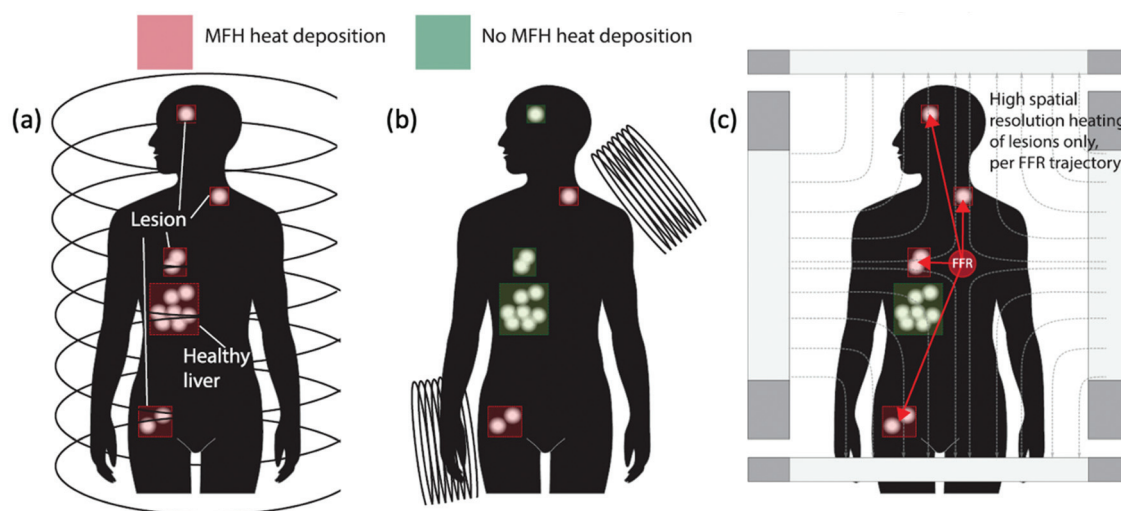 MFH heat deposition
No MFH heat deposition
(a)
Lesion
Healthy
liver
(b)
(c)
High spatial
resolution heating
of lesions only,
per FFR trajectory
FFR